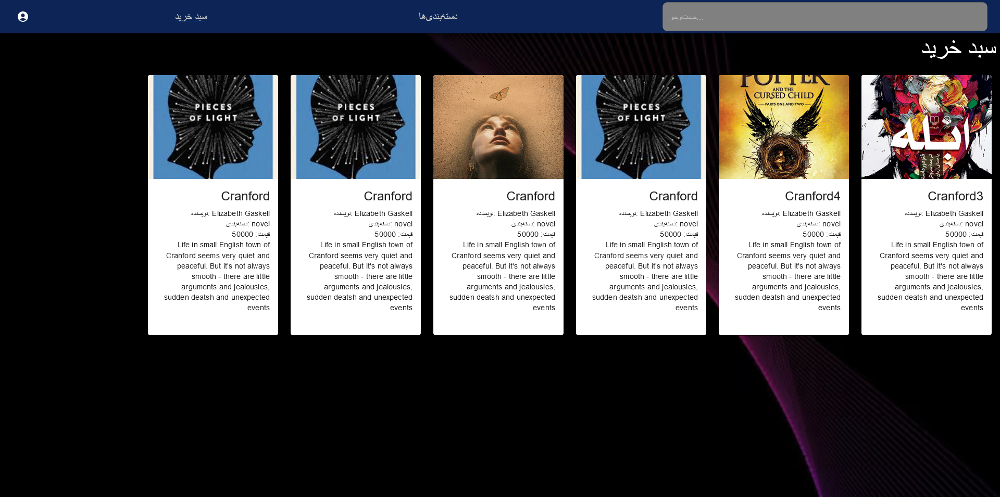 جست‌وجو...
دسته‌بندی‌ها
سبد خرید
سبد خرید
ابله
Cranford3
نویسنده: Elizabeth Gaskell
دسته‌بندی: novel
قیمت: 50000
Life in small English town of
Cranford seems very quiet and
peaceful. But it's not always
smooth - there are little
arguments and jealousies,
sudden deatsh and unexpected
events
POTTER
AND THE
CURSED CHILD
PARTS ONE AND TWO
Cranford4
نویسنده: Elizabeth Gaskell
دسته‌بندی: novel
قیمت: 50000
Life in small English town of
Cranford seems very quiet and
peaceful. But it's not always
smooth - there are little
arguments and jealousies,
sudden deatsh and unexpected
events
PIECES
OF LIGHT
Cranford
نویسنده: Elizabeth Gaskell
دسته‌بندی: novel
قیمت: 50000
Life in small English town of
Cranford seems very quiet and
peaceful. But it's not always
smooth - there are little
arguments and jealousies,
sudden deatsh and unexpected
events
Cranford
نویسنده: Elizabeth Gaskell
دسته‌بندی: novel
قیمت: 50000
Life in small English town of
Cranford seems very quiet and
peaceful. But it's not always
smooth - there are little
arguments and jealousies,
sudden deatsh and unexpected
events
PIECES
OF LIGHT
Cranford
نویسنده: Elizabeth Gaskell
دسته‌بندی: novel
قیمت: 50000
Life in small English town of
Cranford seems very quiet and
peaceful. But it's not always
smooth - there are little
arguments and jealousies,
sudden deatsh and unexpected
events
PIECES
OF LIGHT
Cranford
نویسنده: Elizabeth Gaskell
دسته‌بندی: novel
قیمت: 50000
Life in small English town of
Cranford seems very quiet and
peaceful. But it's not always
smooth - there are little
arguments and jealousies,
sudden deatsh and unexpected
events